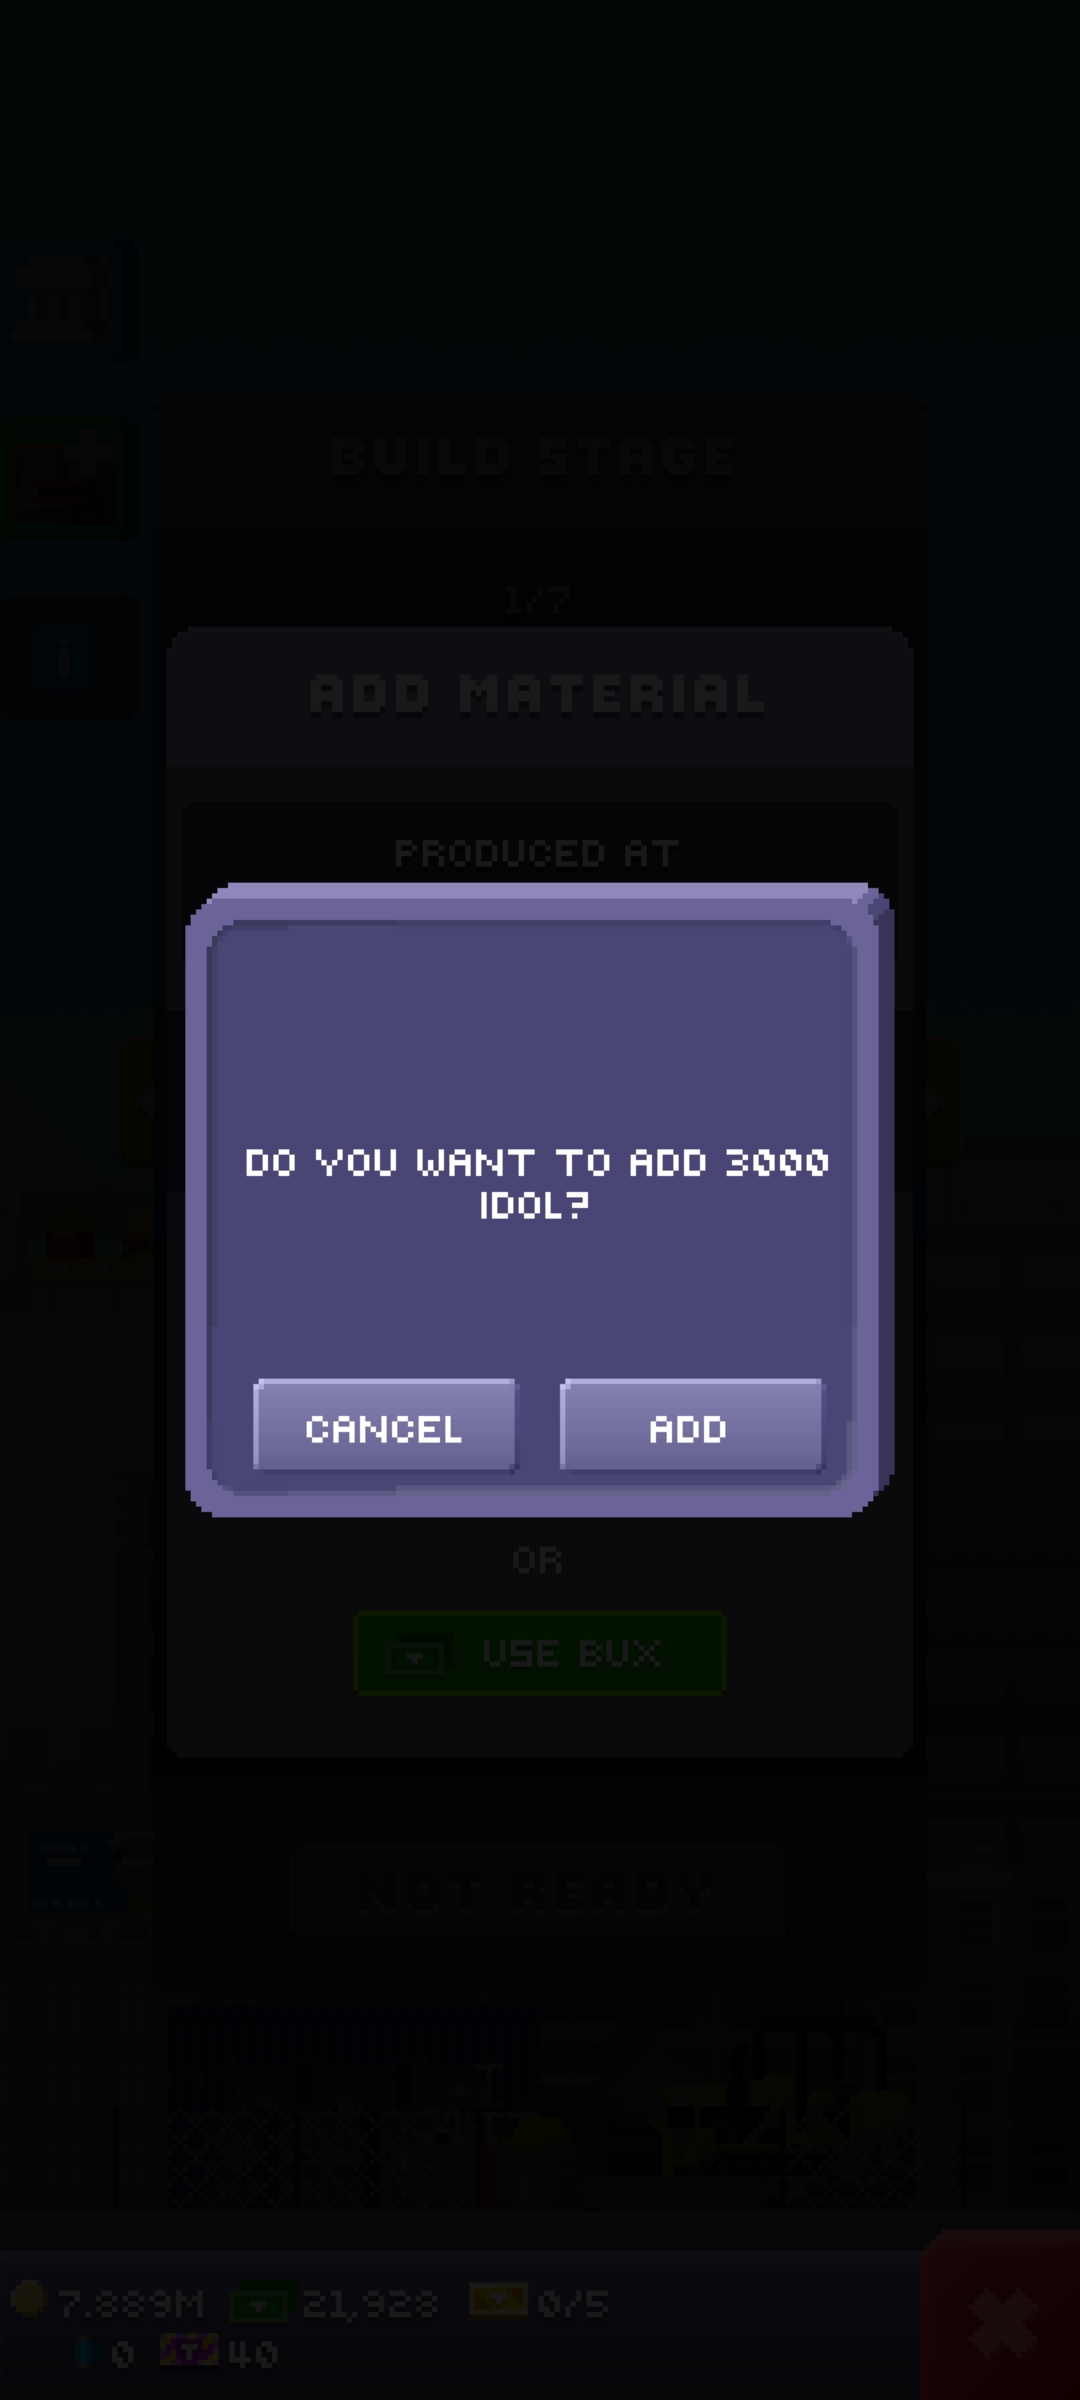 BUILD STAGE
1/7
ADD MATERIAL
PRODUCED AT
DO YOU WANT TO ADD 3000
IDOL?
CANCEL
ADD
OR
USE BUX
NOT READY
7.889M
21,928
0/5
0
40